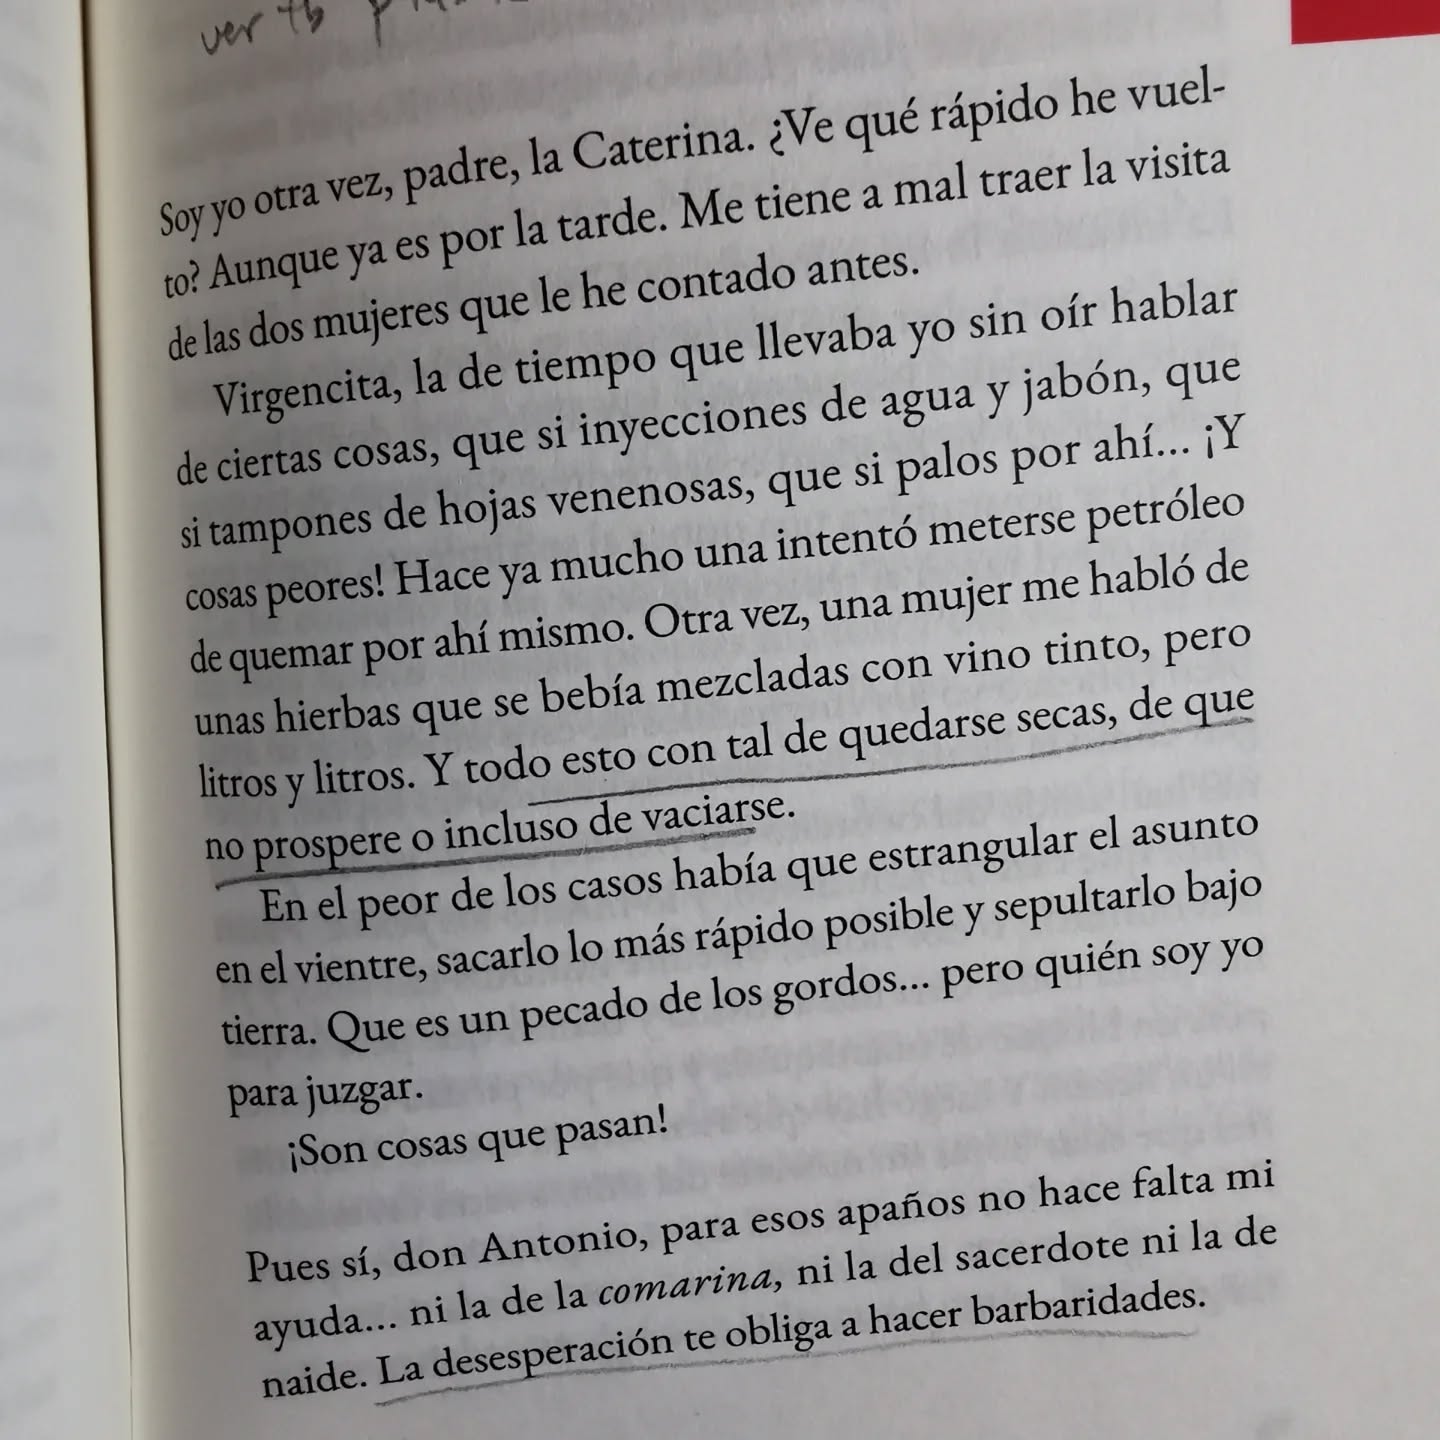 ver tb
Soy yo otra vez, padre, la Caterina. ¿Ve qué rápido he vuel-
to? Aunque ya es por la tarde. Me tiene a mal traer la visita
de las dos mujeres que le he contado antes.
Virgencita, la de tiempo que llevaba yo sin oír hablar
de ciertas cosas, que si inyecciones de agua y jabón, que
si tampones de hojas venenosas, que si palos por ahí... ¡Y
cosas peores! Hace ya mucho una intentó meterse petróleo
de quemar por ahí mismo. Otra vez, una mujer me habló de
unas hierbas que se bebía mezcladas con vino tinto, pero
litros y litros. Y todo esto con tal de quedarse secas, de que
no prospere o incluso de vaciarse.
En el peor de los casos había que estrangular el asunto
en el vientre, sacarlo lo más rápido posible y sepultarlo bajo
tierra. Que es un pecado de los gordos... pero quién soy yo
para juzgar.
¡Son cosas que pasan!
Pues sí, don Antonio, para esos apaños no hace falta mi
ayuda... ni la de la comarina, ni la del sacerdote ni la de
naide. La desesperación te obliga a hacer barbaridades.